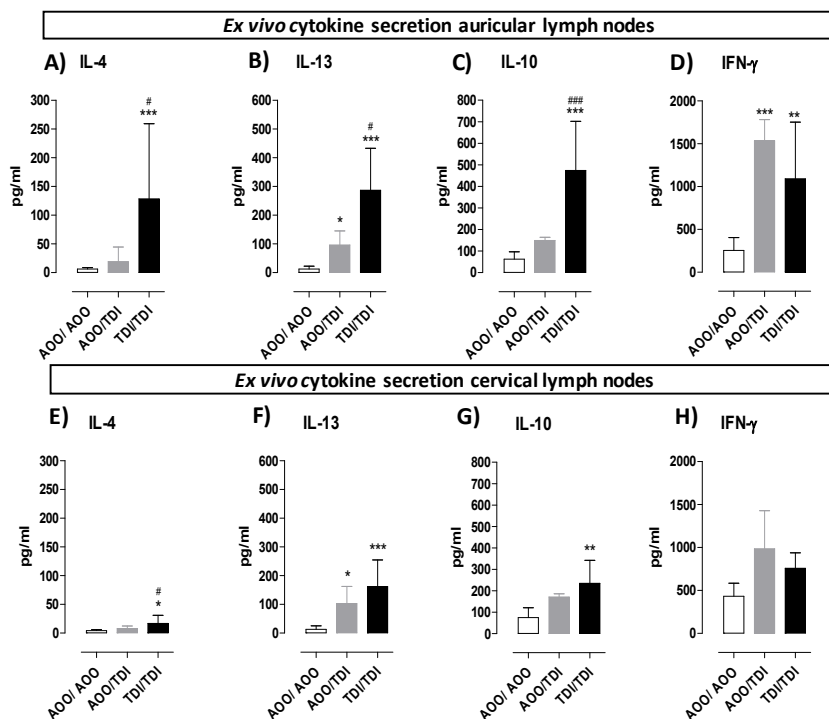 Ex vivo cytokine secretion auricular lymph nodes
A) IL-4
B) IL-13
C) IL-10
D) IFN-γ
pg/ml
300
250
200
150
100
50
0
#
***
AOO/ AOO
AOO/TDI
TDI/TDI
pg/ml
600
500
400
300
200
100
0
*
#
***
AOO/ AOO
AOO/TDI
TDI/TDI
pg/ml
800
700
600
500
400
300
200
100
0
###
***
AOO/ AOO
AOO/TDI
TDI/TDI
pg/ml
2000
1500
1000
500
0
***
**
AOO/AOO
AOO/TDI
TDI/TDI
Ex vivo cytokine secretion cervical lymph nodes
E) IL-4
F) IL-13
G) IL-10
H) IFN-γ
pg/ml
300
250
200
150
100
50
0
#
*
AOO/ AOO
AOO/TDI
TDI/TDI
pg/ml
600
500
400
300
200
100
0
*
***
AOO/ AOO
AOO/TDI
TDI/TDI
pg/ml
800
700
600
500
400
300
200
100
0
**
AOO/ AOO
AOO/TDI
TDI/TDI
pg/ml
2000
1500
1000
500
0
AOO/ AOO
AOO/TDI
TDI/TDI